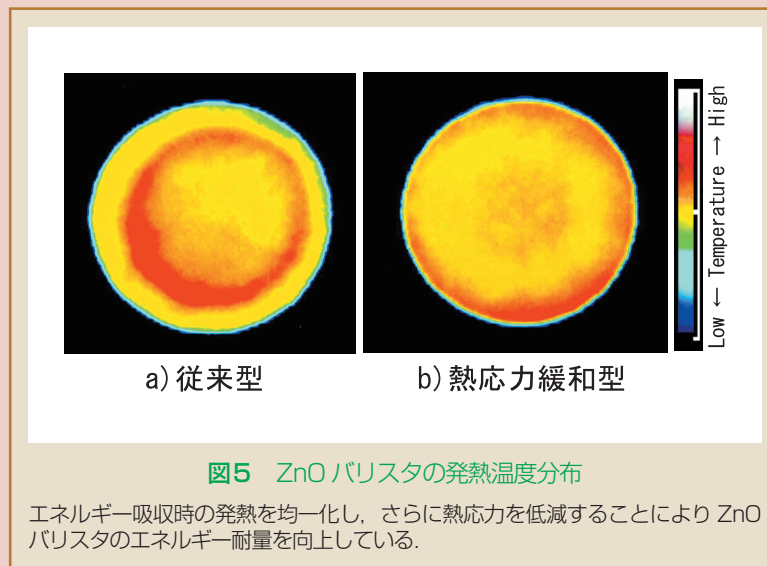 Low ← Temperature → High
a)従来型
b)熱応力緩和型
図5 ZnO バリスタの発熱温度分布
エネルギー吸収時の発熱を均一化し，さらに熱応力を低減することにより ZnO
バリスタのエネルギー耐量を向上している．